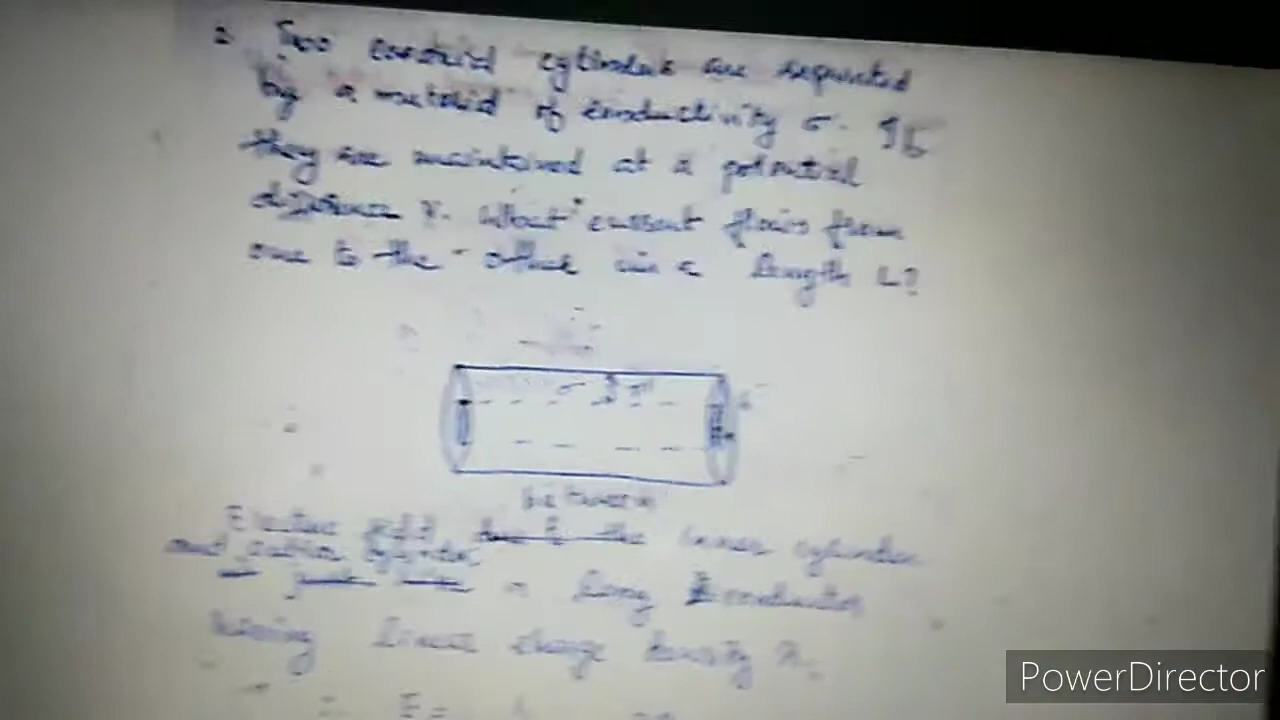 2 Two coaxial cylinders are separated
by a material of conductivity σ. If
they are maintained at a potential
difference V. What current flows from
one to the other in a length L?
σ
between
Electric field due to the inner cylinder
and outer cylinder
a long conductor
having linear charge density λ.
∴ E = λ
PowerDirector